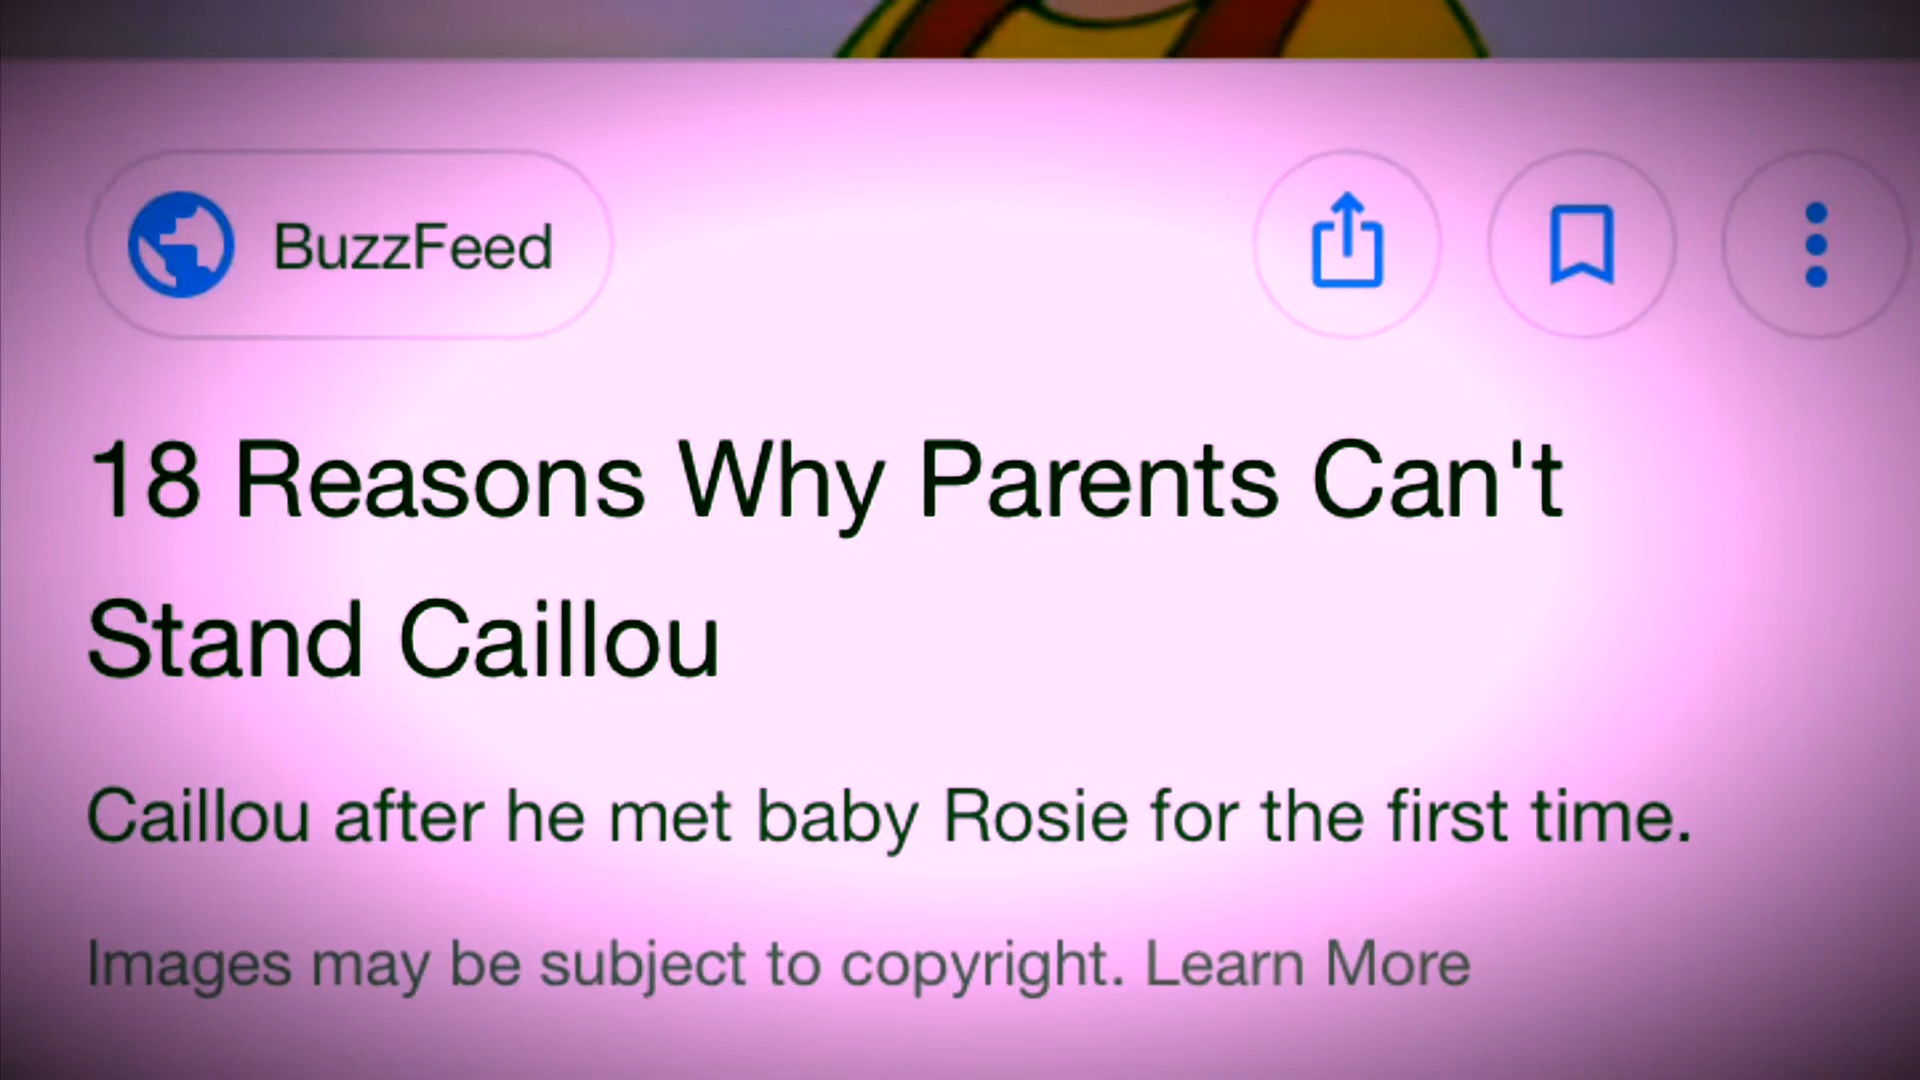 BuzzFeed
18 Reasons Why Parents Can't
Stand Caillou
Caillou after he met baby Rosie for the first time.
Images may be subject to copyright. Learn More